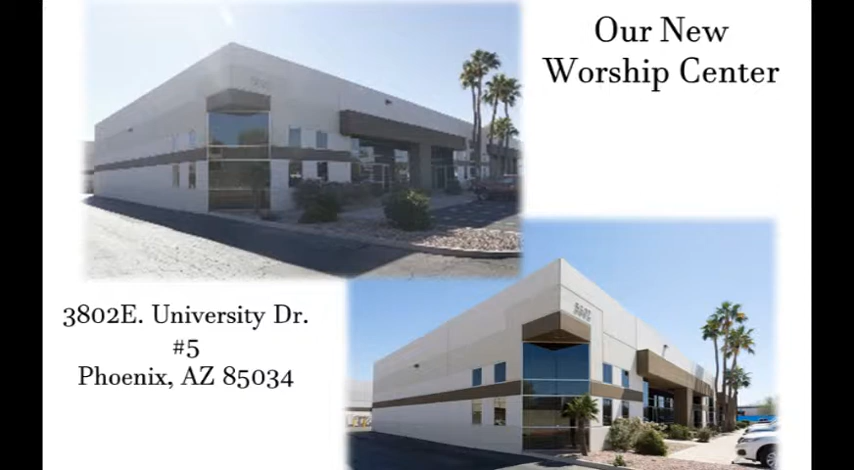 Our New
Worship Center
3802E. University Dr.
#5
Phoenix, AZ 85034